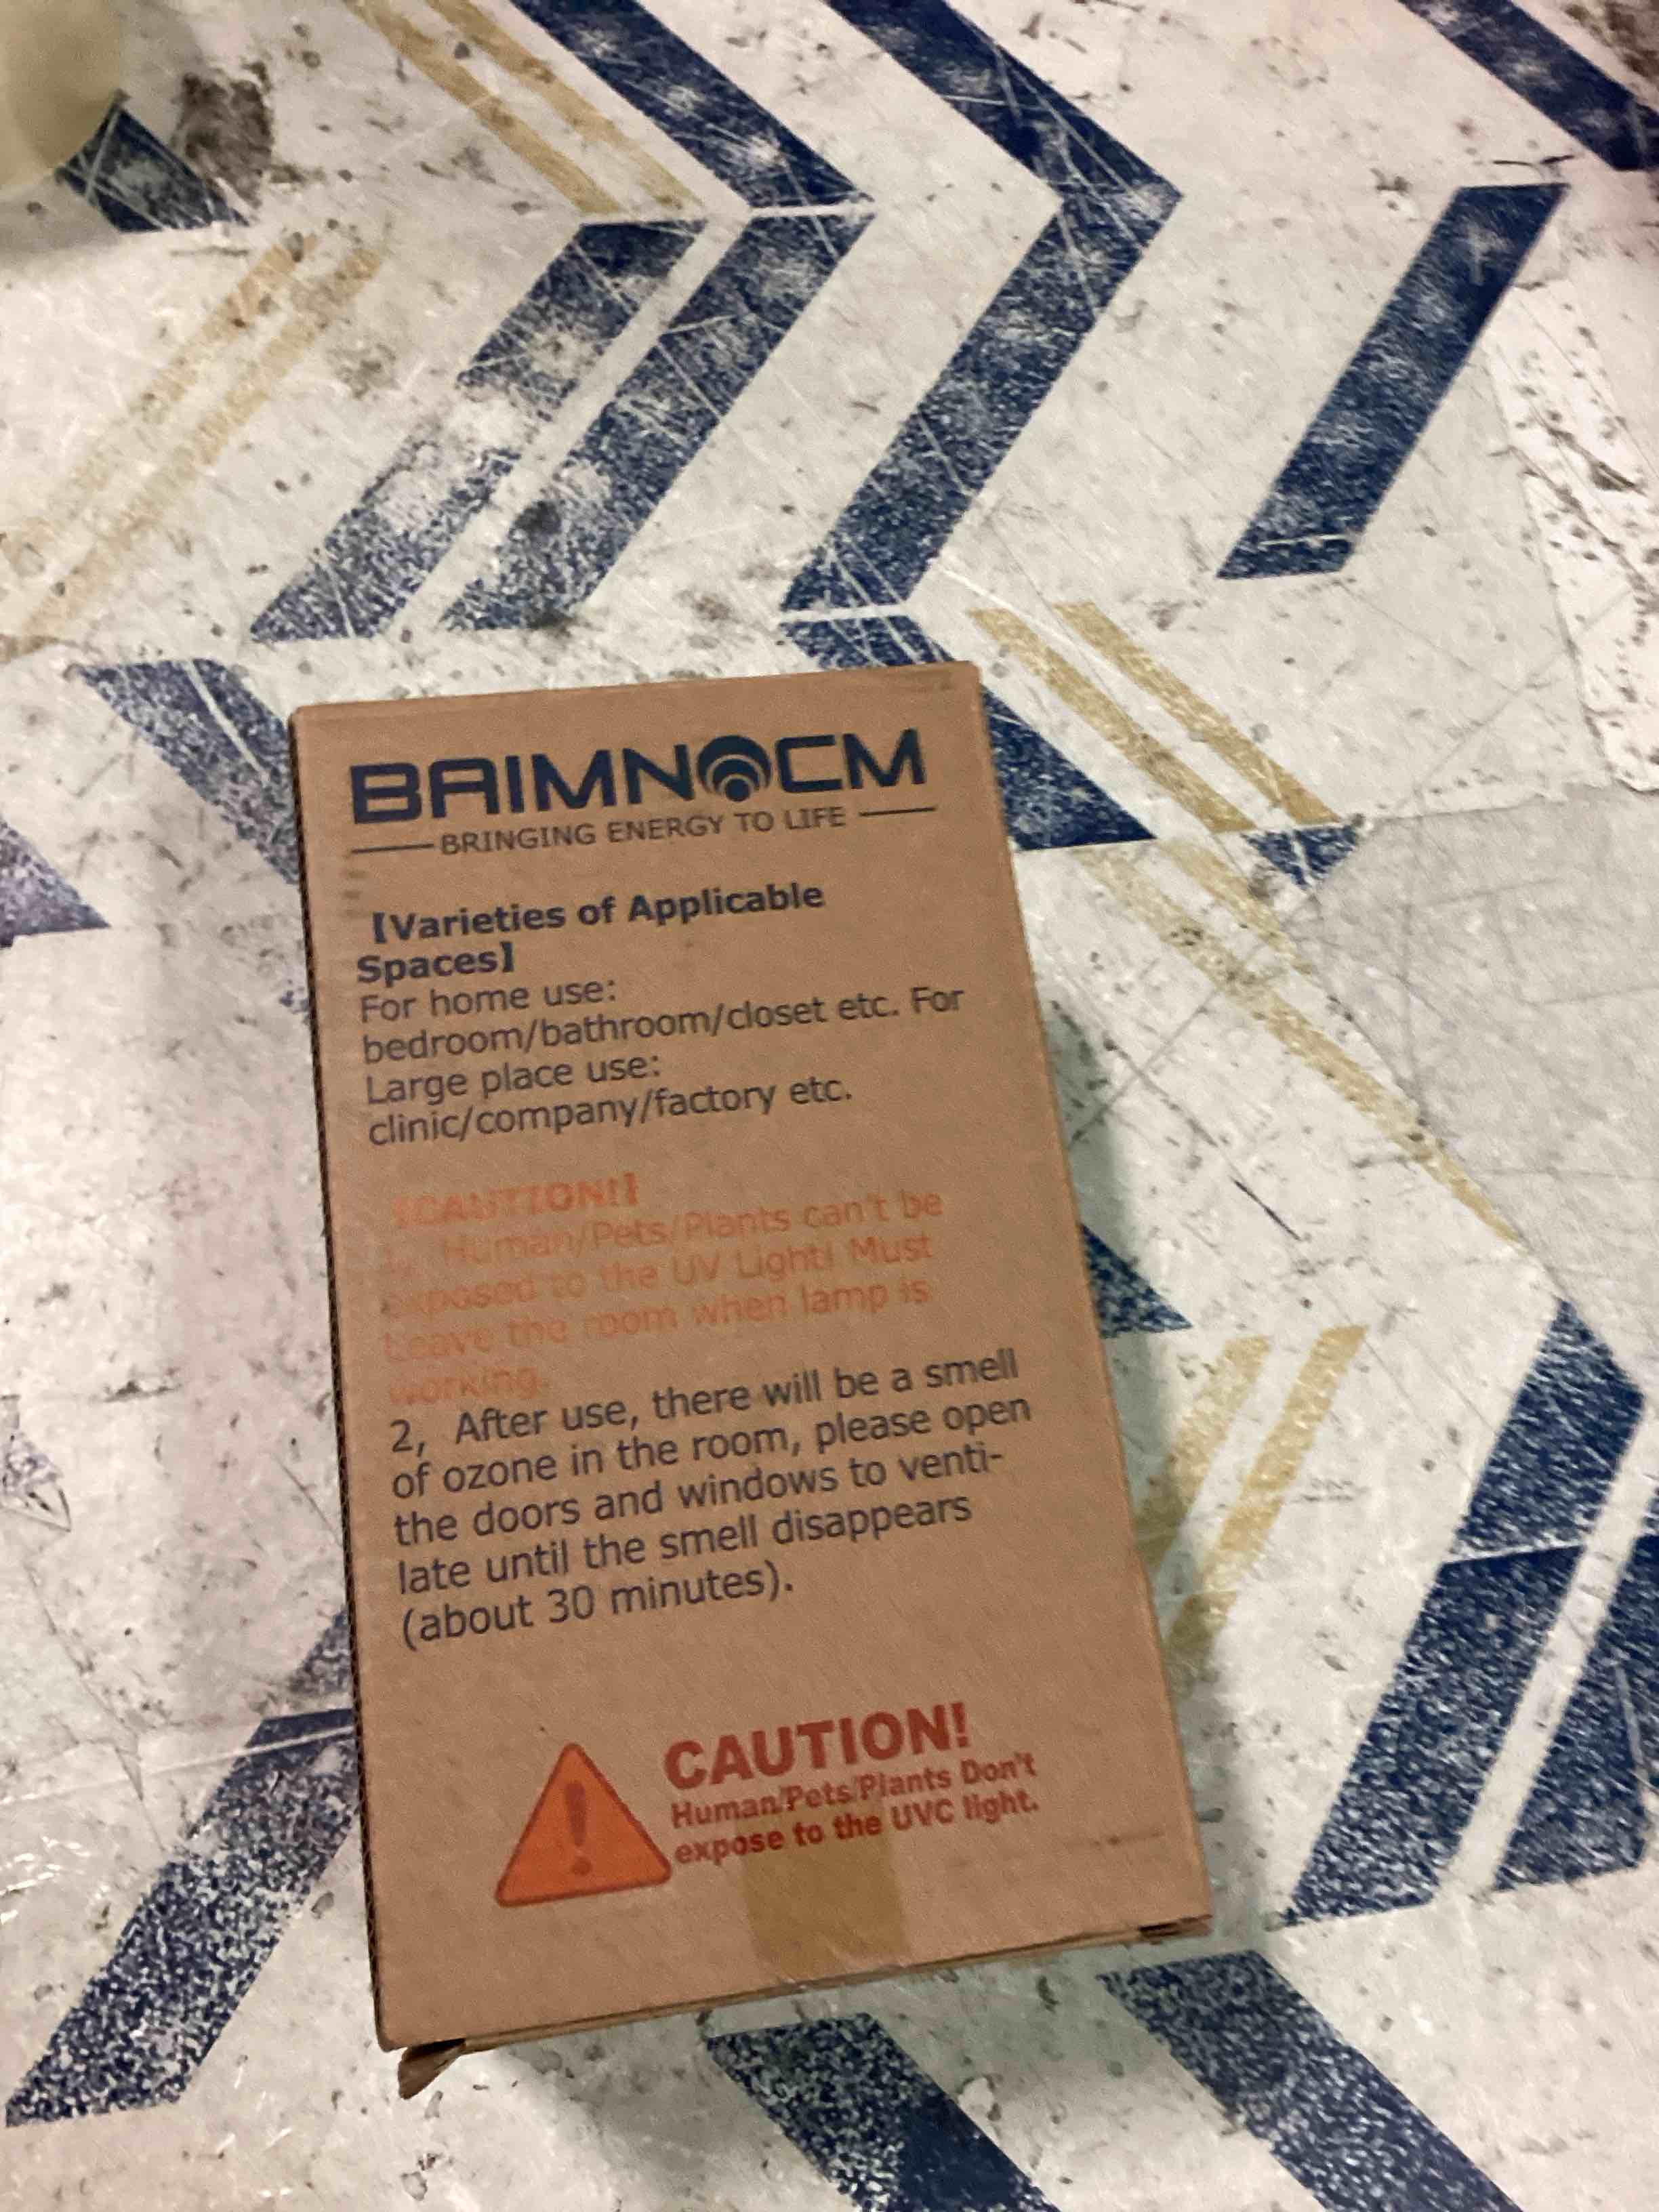 BAIMNOCM
BRINGING ENERGY TO LIFE
【Varieties of Applicable
Spaces】
For home use:
bedroom/bathroom/closet etc. For
Large place use:
clinic/company/factory etc.
【CAUTION!】
1, Human/Pets/Plants can't be
exposed to the UV Light! Must
Leave the room when lamp is
working.
2, After use, there will be a smell
of ozone in the room, please open
the doors and windows to venti-
late until the smell disappears
(about 30 minutes).
CAUTION!
Human/Pets/Plants Don't
expose to the UVC light.